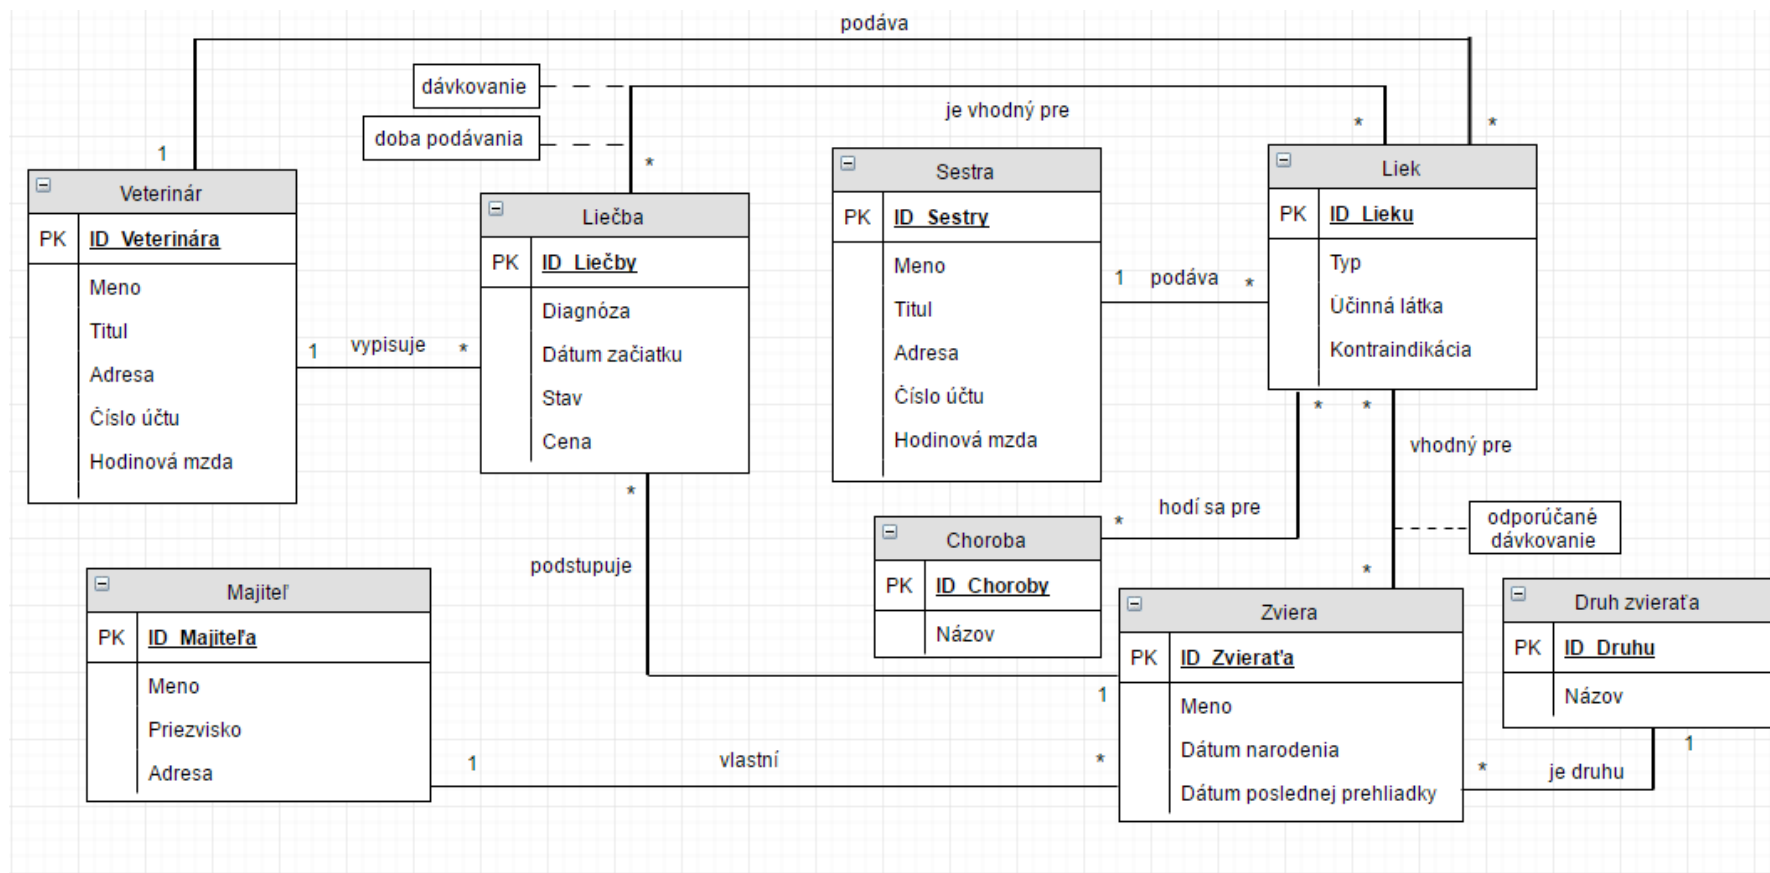 podáva
dávkovanie
je vhodný pre
*
*
doba podávania
1
*
Veterinár
PK
ID_Veterinára
Meno
Titul
Adresa
Číslo účtu
Hodinová mzda
Liečba
PK
ID_Liečby
Diagnóza
Dátum začiatku
Stav
Cena
Sestra
PK
ID_Sestry
Meno
Titul
Adresa
Číslo účtu
Hodinová mzda
Liek
PK
ID_Lieku
Typ
Účinná látka
Kontraindikácia
1
podáva
*
1
vypisuje
*
*
*
vhodný pre
*
hodí sa pre
*
odporúčané
dávkovanie
*
podstupuje
Choroba
PK
ID_Choroby
Názov
Majiteľ
PK
ID_Majiteľa
Meno
Priezvisko
Adresa
Zviera
PK
ID_Zvieraťa
Meno
Dátum narodenia
Dátum poslednej prehliadky
Druh zvieraťa
PK
ID_Druhu
Názov
1
1
vlastní
*
*
je druhu
1